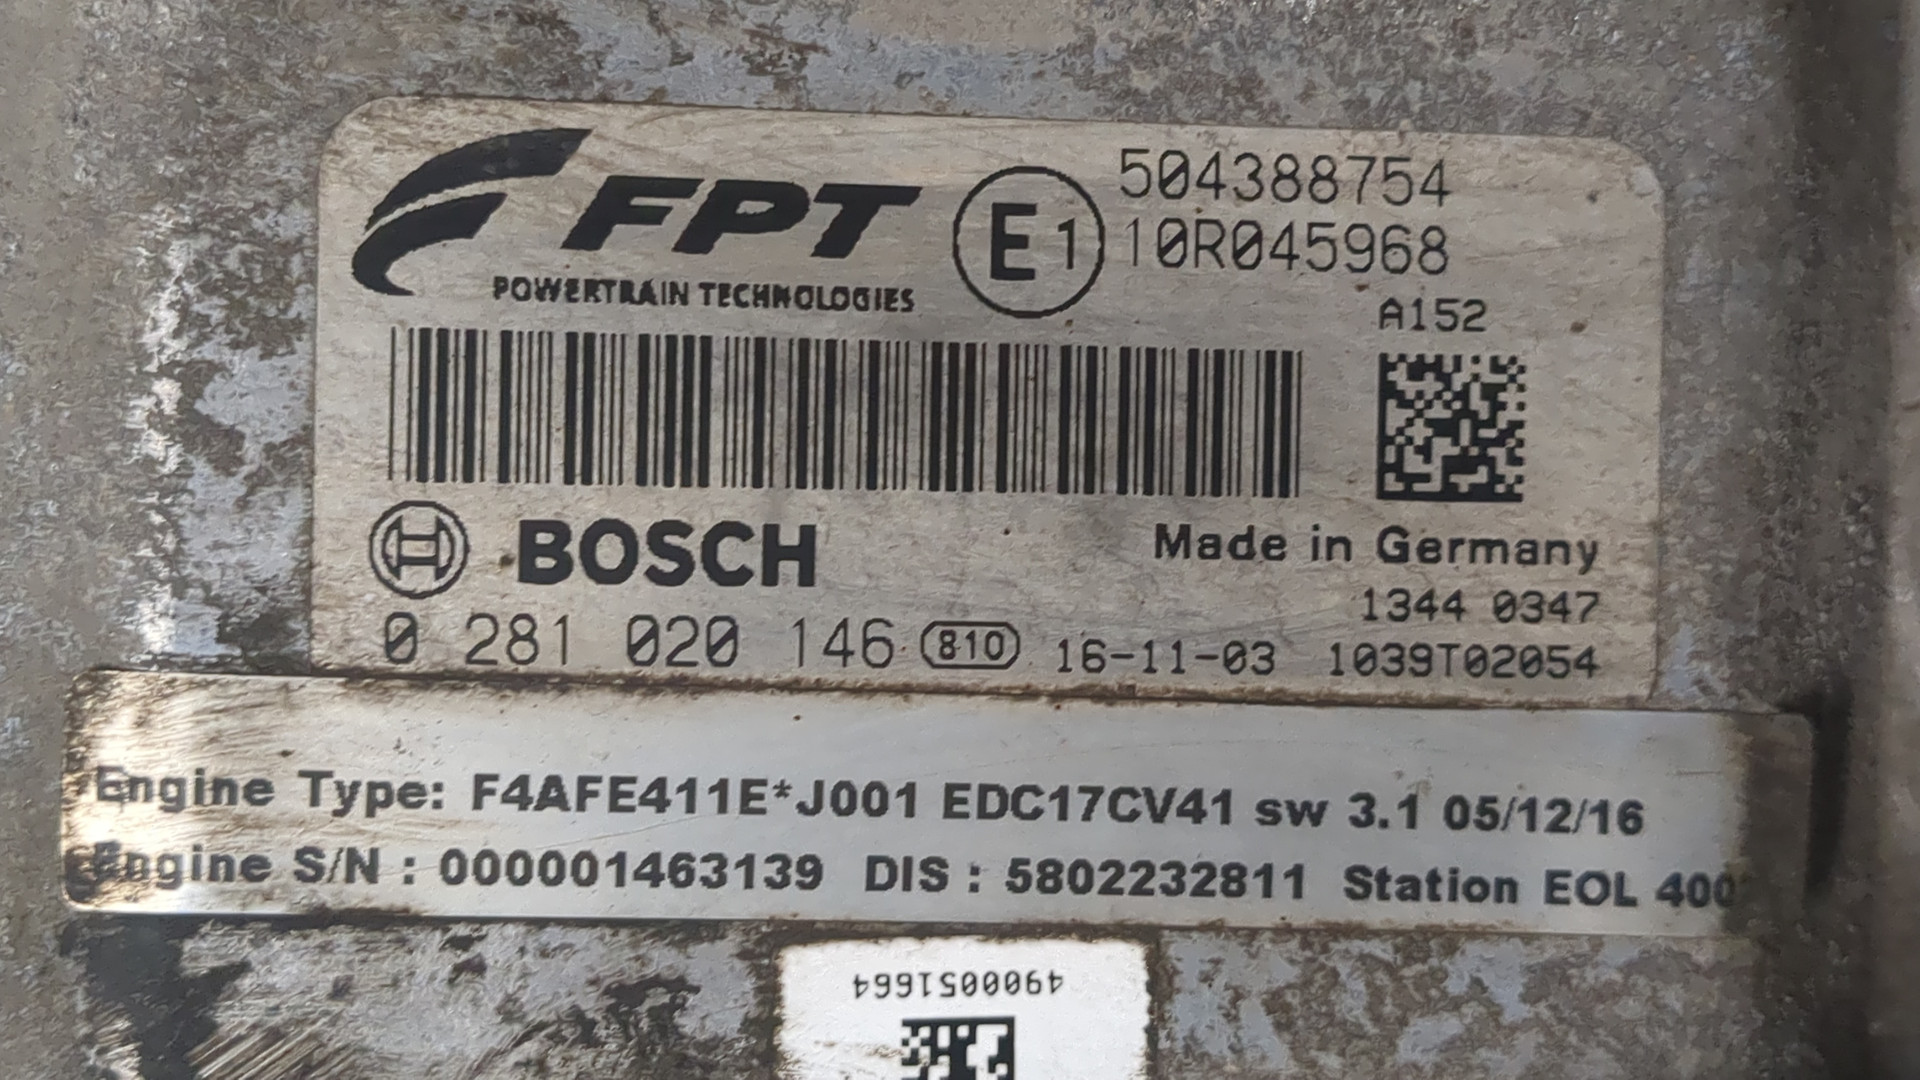 FPT
POWERTRAIN TECHNOLOGIES
E1
504388754
10R045968
A152
BOSCH
Made in Germany
1344 0347
0 281 020 146 810 16-11-03 1039T02054
Engine Type: F4AFE411E*J001 EDC17CV41 sw 3.1 05/12/16
Engine S/N : 000001463139 DIS : 5802232811 Station EOL
4900051664